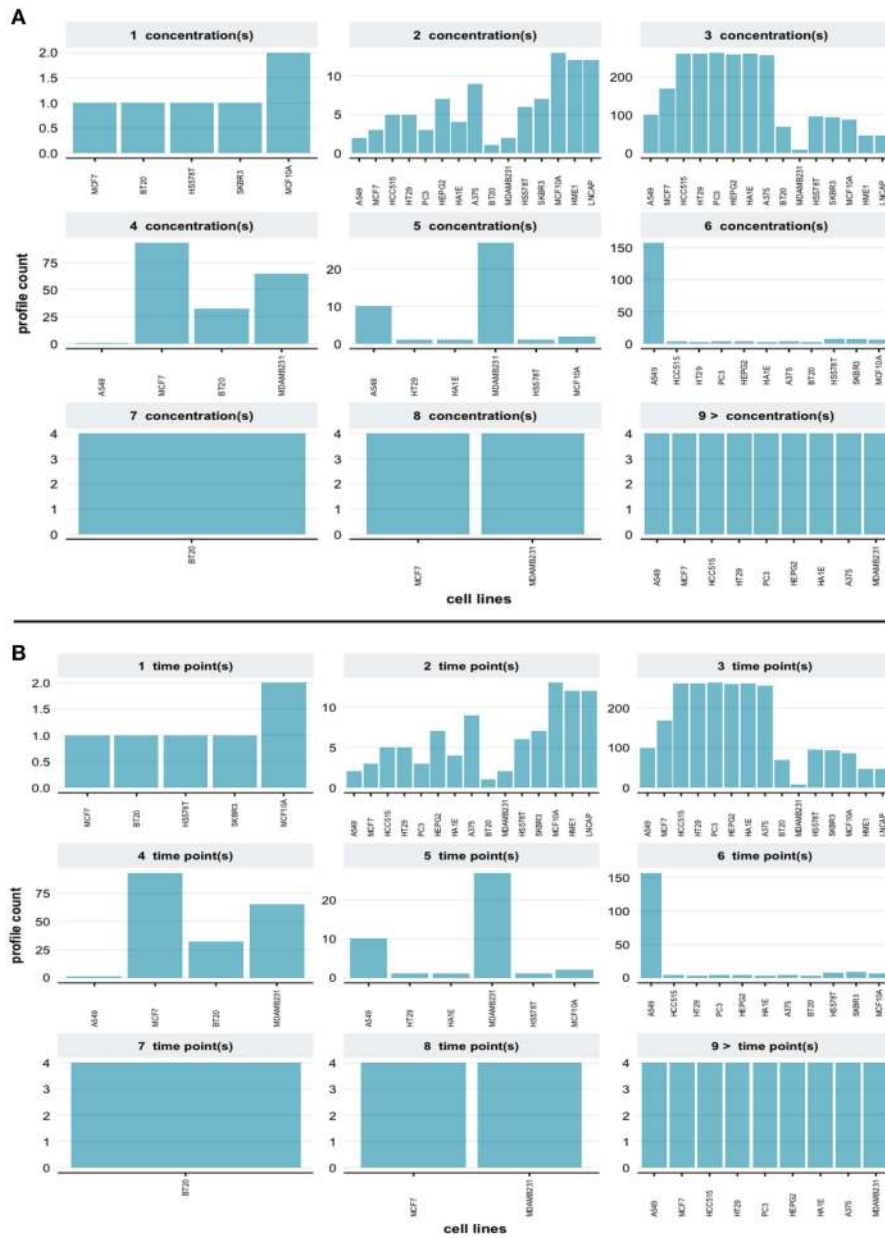 A
1 concentration(s)
2 concentration(s)
3 concentration(s)
2.0
1.5
1.0
0.5
0.0
10
5
0
200
100
0
MCF7
BT20
HS578T
SKBR3
MCF10A
A549
MCF7
HCC515
HT29
PC3
HEPG2
HA1E
A375
BT20
MDAMB231
HS578T
SKBR3
MCF10A
HME1
LNCAP
A549
MCF7
HCC515
HT29
PC3
HEPG2
HA1E
A375
BT20
MDAMB231
HS578T
SKBR3
MCF10A
HME1
LNCAP
profile count
4 concentration(s)
5 concentration(s)
6 concentration(s)
75
50
25
0
20
10
0
150
100
50
0
A549
MCF7
BT20
MDAMB231
A549
HT29
HA1E
MDAMB231
HS578T
MCF10A
A549
HCC515
HT29
PC3
HEPG2
HA1E
A375
BT20
HS578T
SKBR3
MCF10A
7 concentration(s)
8 concentration(s)
9 > concentration(s)
4
3
2
1
0
4
3
2
1
0
4
3
2
1
0
BT20
MCF7
MDAMB231
A549
MCF7
HCC515
HT29
PC3
HEPG2
HA1E
A375
MDAMB231
cell lines
B
1 time point(s)
2 time point(s)
3 time point(s)
2.0
1.5
1.0
0.5
0.0
10
5
0
200
100
0
MCF7
BT20
HS578T
SKBR3
MCF10A
A549
MCF7
HCC515
HT29
PC3
HEPG2
HA1E
A375
BT20
MDAMB231
HS578T
SKBR3
MCF10A
HME1
LNCAP
A549
MCF7
HCC515
HT29
PC3
HEPG2
HA1E
A375
BT20
MDAMB231
HS578T
SKBR3
MCF10A
HME1
LNCAP
profile count
4 time point(s)
5 time point(s)
6 time point(s)
75
50
25
0
20
10
0
150
100
50
0
A549
MCF7
BT20
MDAMB231
A549
HT29
HA1E
MDAMB231
HS578T
MCF10A
A549
HCC515
HT29
PC3
HEPG2
HA1E
A375
BT20
HS578T
SKBR3
MCF10A
7 time point(s)
8 time point(s)
9 > time point(s)
4
3
2
1
0
4
3
2
1
0
4
3
2
1
0
BT20
MCF7
MDAMB231
A549
MCF7
HCC515
HT29
PC3
HEPG2
HA1E
A375
MDAMB231
cell lines